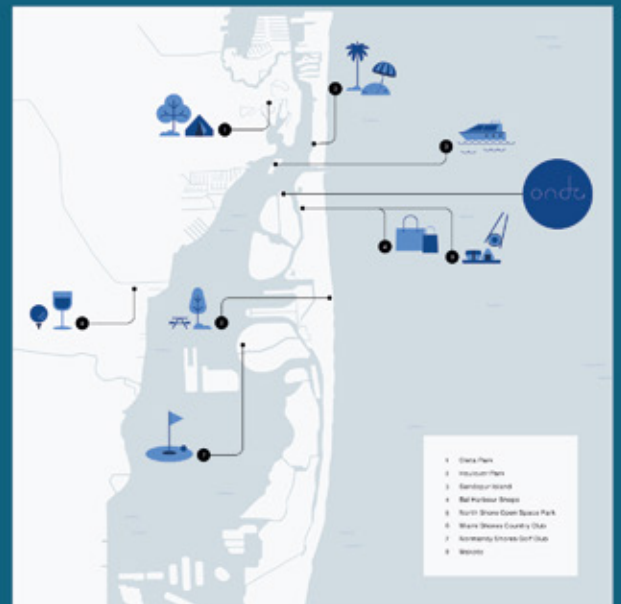 onda
1 Oleta Park
2 Haulover Park
3 Sandspur Island
4 Bal Harbour Shops
5 North Shore Open Space Park
6 Miami Shores Country Club
7 Normandy Shores Golf Club
8